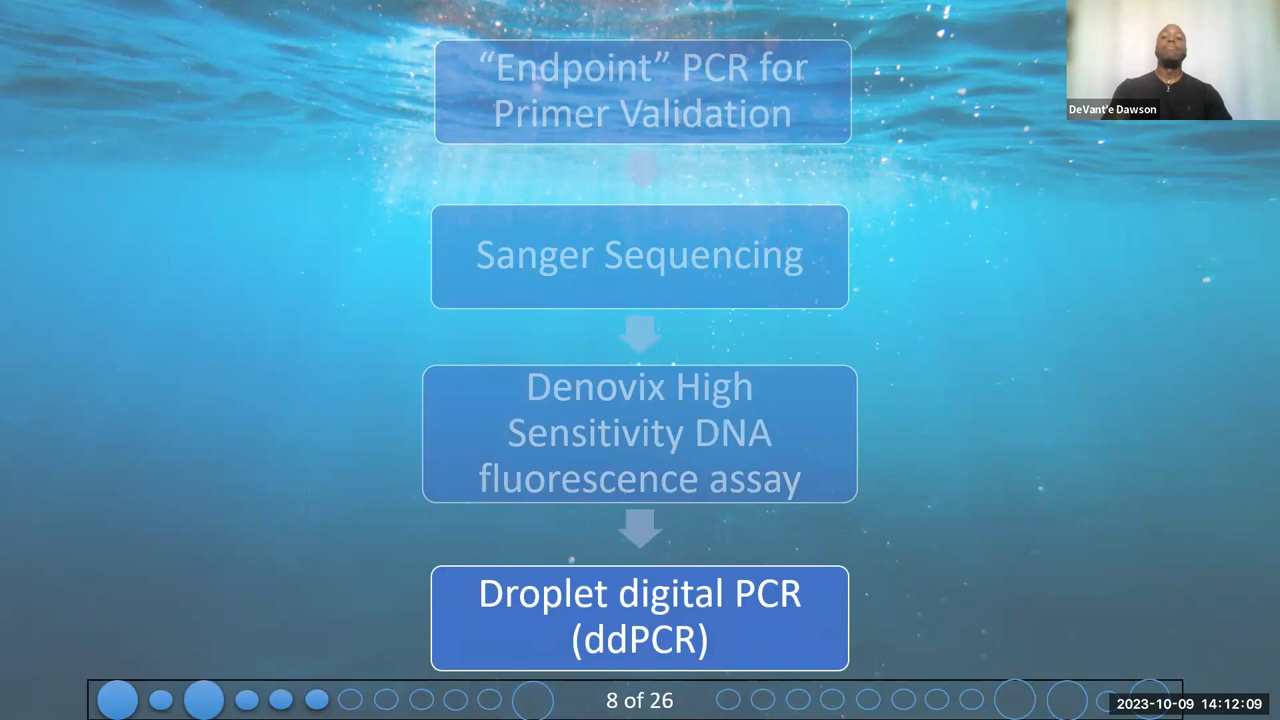 “Endpoint” PCR for
Primer Validation
DeVant'e Dawson
Sanger Sequencing
Denovix High
Sensitivity DNA
fluorescence assay
Droplet digital PCR
(ddPCR)
8 of 26
2023-10-09 14:12:09